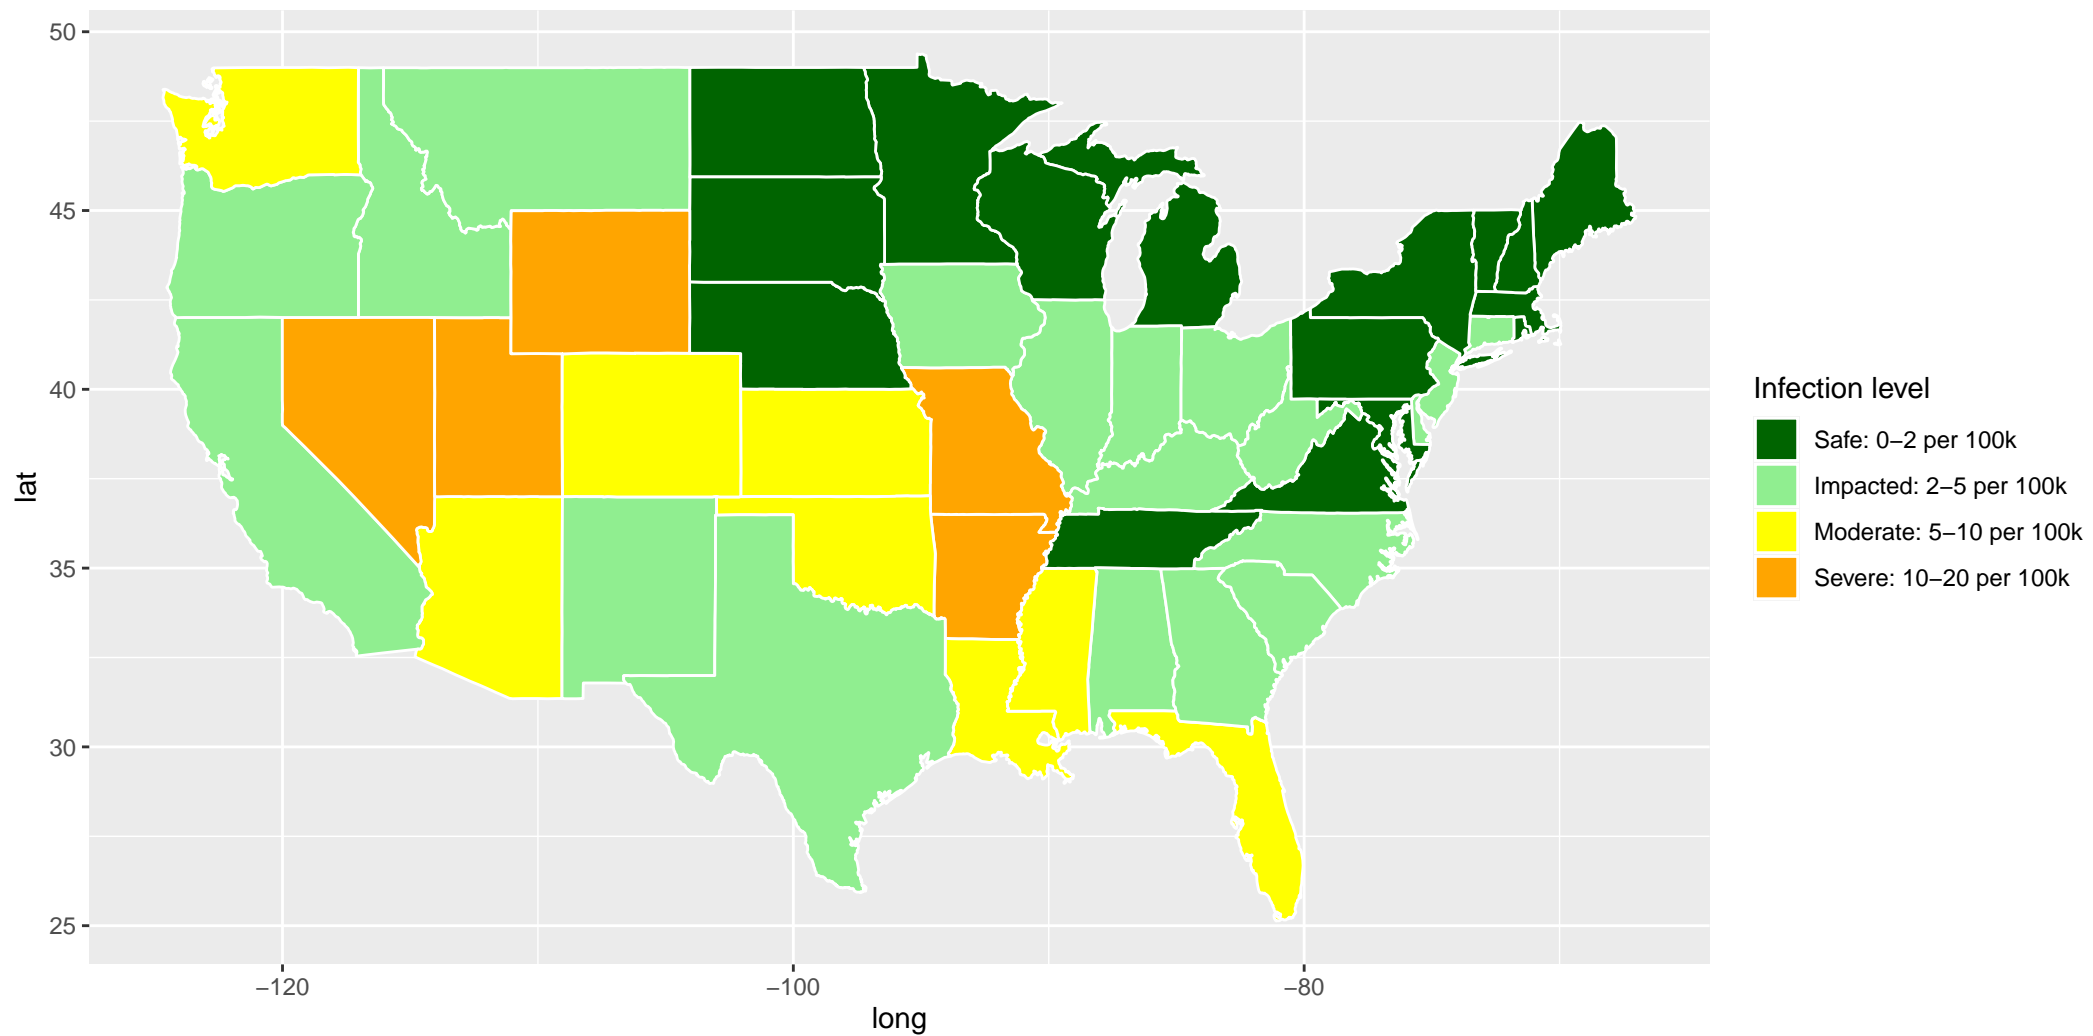 50
45
40
35
30
25
lat
−120
−100
−80
long
Infection level
Safe: 0−2 per 100k
Impacted: 2−5 per 100k
Moderate: 5−10 per 100k
Severe: 10−20 per 100k